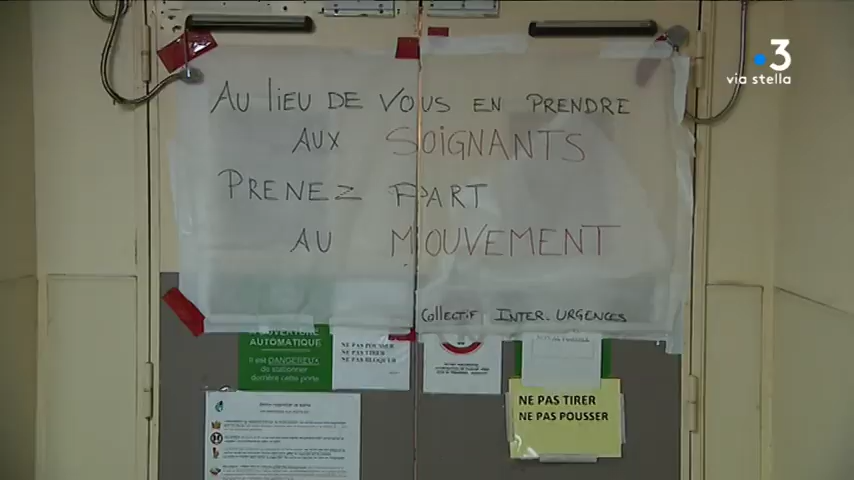 3
via stella
AU LIEU DE VOUS EN PRENDRE
AUX SOIGNANTS
PRENEZ PART
AU MOUVEMENT
COLLECTIF INTER-URGENCES
OUVERTURE
AUTOMATIQUE
Il est DANGEREUX
de stationner
derrière cette porte
NE PAS POUSSER
NE PAS TIRER
NE PAS BLOQUER
NE PAS TIRER
NE PAS POUSSER